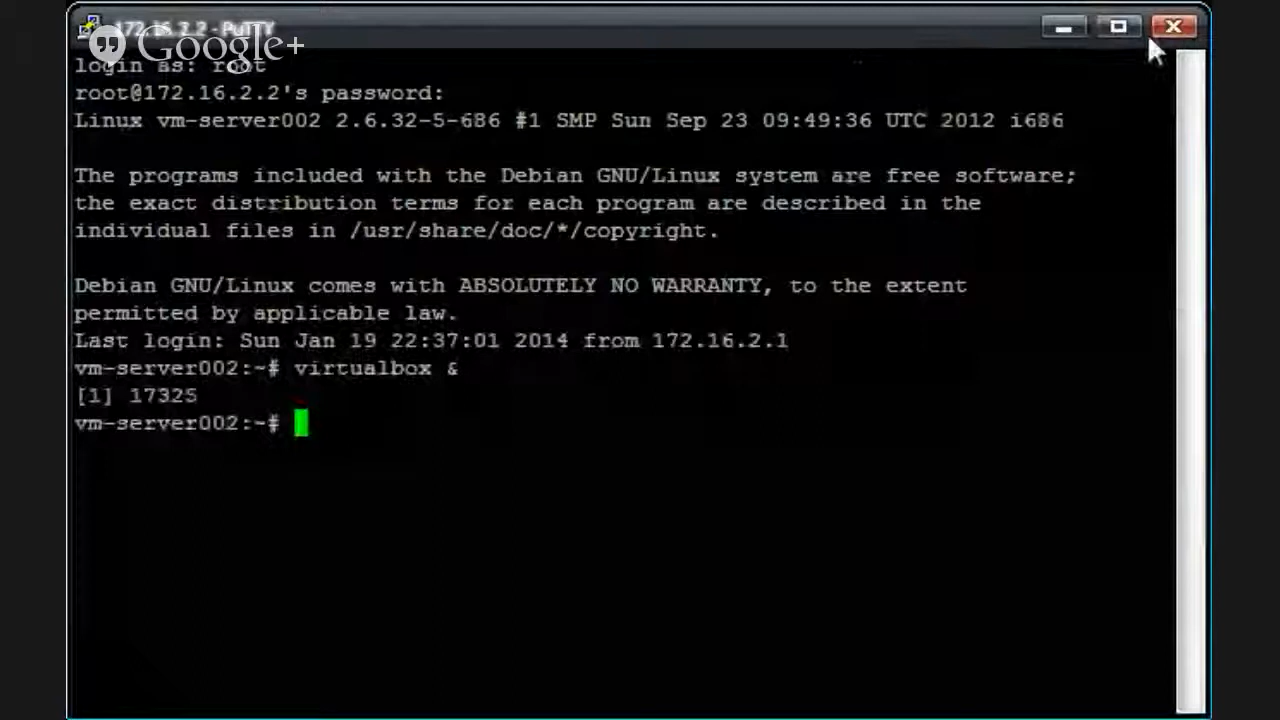 172.16.2.2 - PuTTY
Google+
login as: root
root@172.16.2.2's password:
Linux vm-server002 2.6.32-5-686 #1 SMP Sun Sep 23 09:49:36 UTC 2012 i686
The programs included with the Debian GNU/Linux system are free software;
the exact distribution terms for each program are described in the
individual files in /usr/share/doc/*/copyright.
Debian GNU/Linux comes with ABSOLUTELY NO WARRANTY, to the extent
permitted by applicable law.
Last login: Sun Jan 19 22:37:01 2014 from 172.16.2.1
vm-server002:~# virtualbox &
[1] 17325
vm-server002:~#